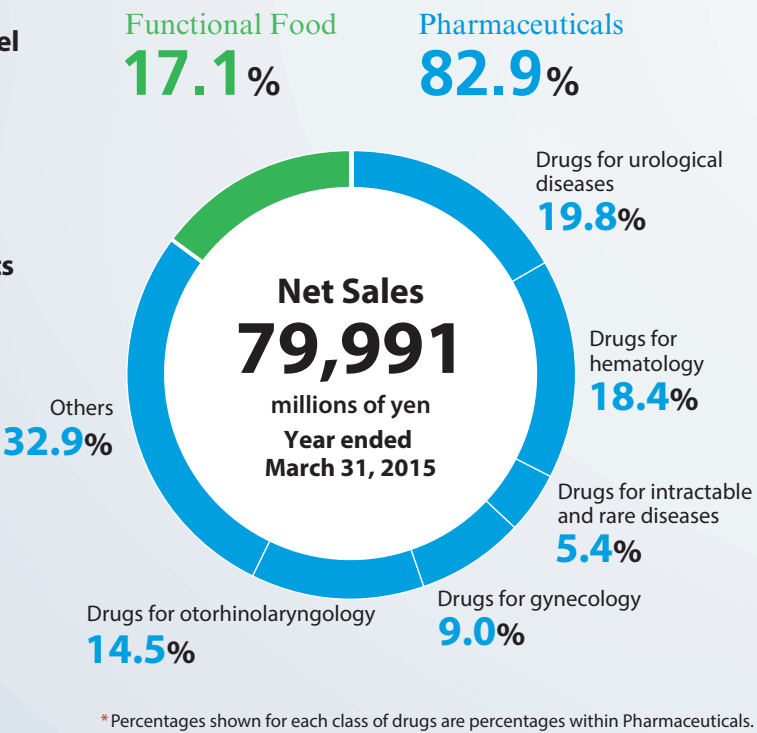 Functional Food
17.1%
Pharmaceuticals
82.9%
el
ts
Drugs for urological
diseases
19.8%
Drugs for
hematology
18.4%
Drugs for intractable
and rare diseases
5.4%
Drugs for gynecology
9.0%
Drugs for otorhinolaryngology
14.5%
Others
32.9%
Net Sales
79,991
millions of yen
Year ended
March 31, 2015
*Percentages shown for each class of drugs are percentages within Pharmaceuticals.